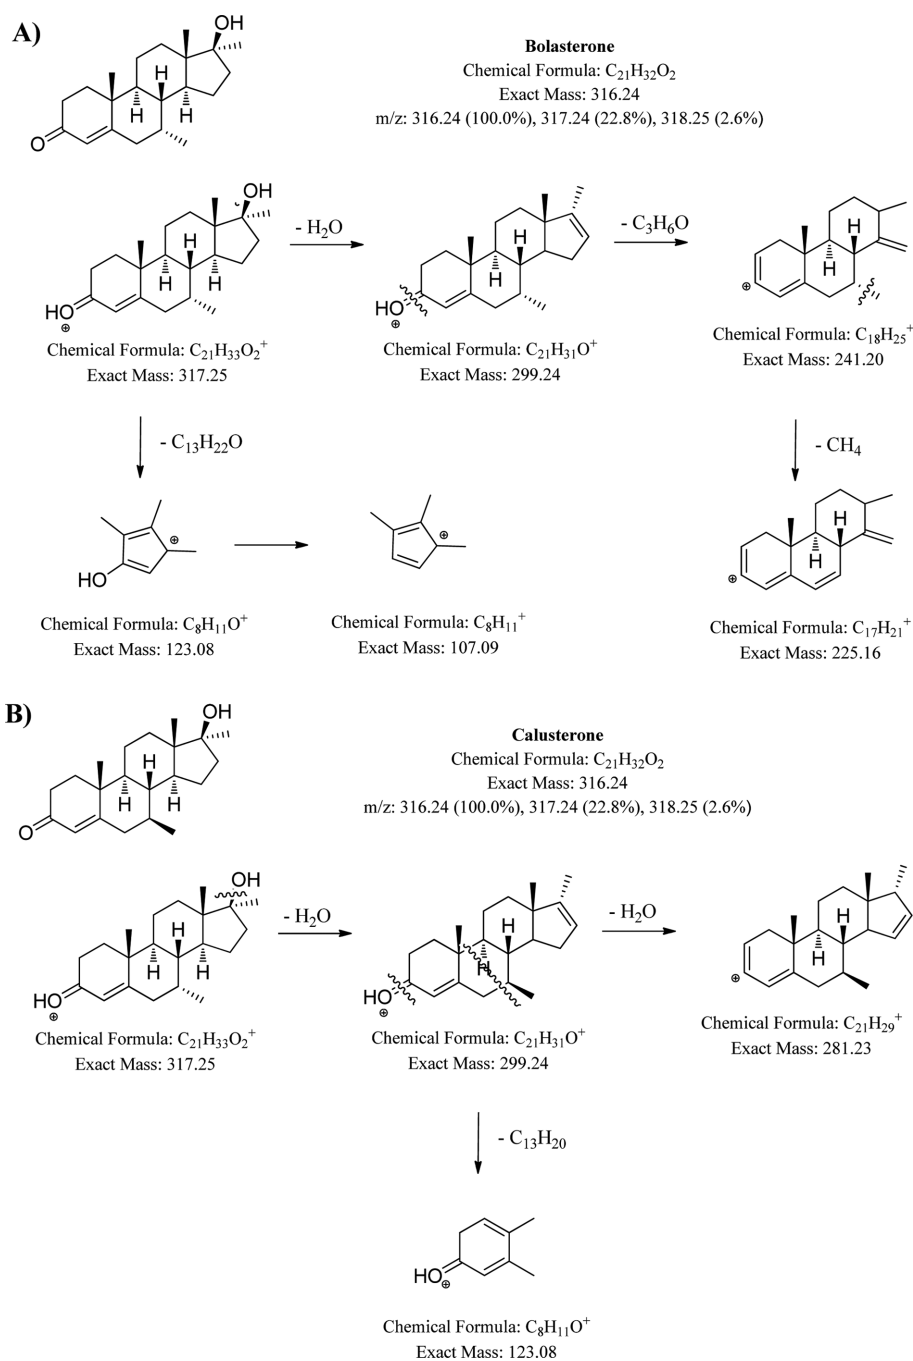 A)
OH
Bolasterone
Chemical Formula: C₂₁H₃₂O₂
Exact Mass: 316.24
m/z: 316.24 (100.0%), 317.24 (22.8%), 318.25 (2.6%)
H
H H
O
OH
- H₂O
- C₃H₆O
H
H H
HO
⊕
H
H
HO
⊕
H
H
⊕
Chemical Formula: C₂₁H₃₃O₂⁺
Exact Mass: 317.25
Chemical Formula: C₂₁H₃₁O⁺
Exact Mass: 299.24
Chemical Formula: C₁₈H₂₅⁺
Exact Mass: 241.20
- C₁₃H₂₂O
- CH₄
HO
⊕
⊕
H
H
⊕
Chemical Formula: C₈H₁₁O⁺
Exact Mass: 123.08
Chemical Formula: C₈H₁₁⁺
Exact Mass: 107.09
Chemical Formula: C₁₇H₂₁⁺
Exact Mass: 225.16
B)
OH
Calusterone
Chemical Formula: C₂₁H₃₂O₂
Exact Mass: 316.24
m/z: 316.24 (100.0%), 317.24 (22.8%), 318.25 (2.6%)
H
H H
O
OH
- H₂O
- H₂O
H
H H
HO
⊕
H
H
HO
⊕
H
H
⊕
Chemical Formula: C₂₁H₃₃O₂⁺
Exact Mass: 317.25
Chemical Formula: C₂₁H₃₁O⁺
Exact Mass: 299.24
Chemical Formula: C₂₁H₂₉⁺
Exact Mass: 281.23
- C₁₃H₂₀
HO
⊕
Chemical Formula: C₈H₁₁O⁺
Exact Mass: 123.08